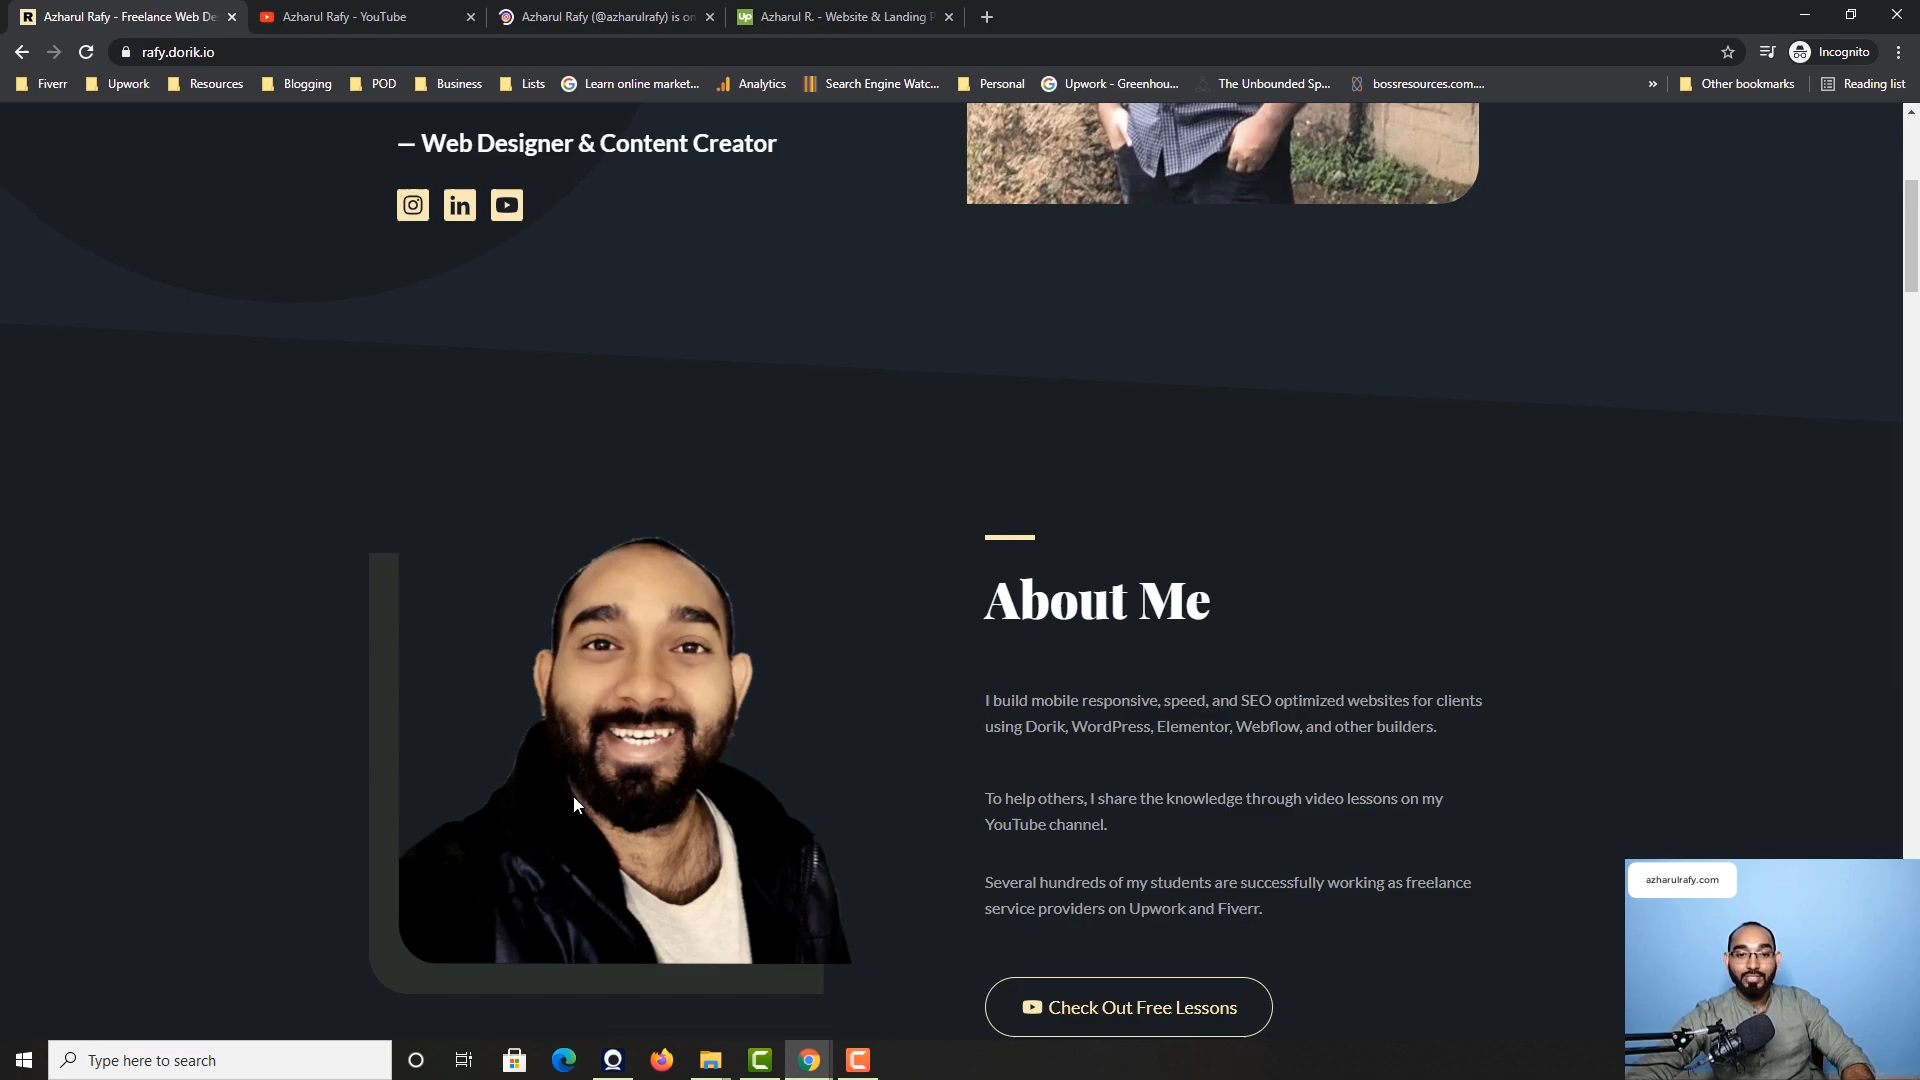 Azharul Rafy - Freelance Web De
Azharul Rafy - YouTube
Azharul Rafy (@azharulrafy) is on
Up
Azharul R. - Website & Landing P
rafy.dorik.io
Incognito
Fiverr
Upwork
Resources
Blogging
POD
Business
Lists
Learn online market...
Analytics
Search Engine Watc...
Personal
Upwork - Greenhou...
The Unbounded Sp...
bossresources.com....
Other bookmarks
Reading list
— Web Designer & Content Creator
in
About Me
I build mobile responsive, speed, and SEO optimized websites for clients
using Dorik, WordPress, Elementor, Webflow, and other builders.
To help others, I share the knowledge through video lessons on my
YouTube channel.
Several hundreds of my students are successfully working as freelance
service providers on Upwork and Fiverr.
Check Out Free Lessons
azharulrafy.com
Type here to search